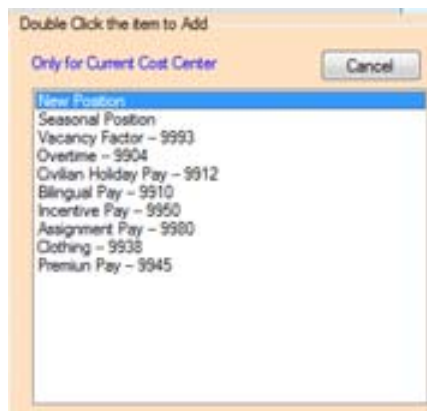 Double Click the item to Add
Only for Current Cost Center
Cancel
New Position
Seasonal Position
Vacancy Factor – 9993
Overtime – 9904
Civilian Holiday Pay – 9912
Bilingual Pay – 9910
Incentive Pay – 9950
Assignment Pay – 9980
Clothing – 9938
Premiun Pay – 9945